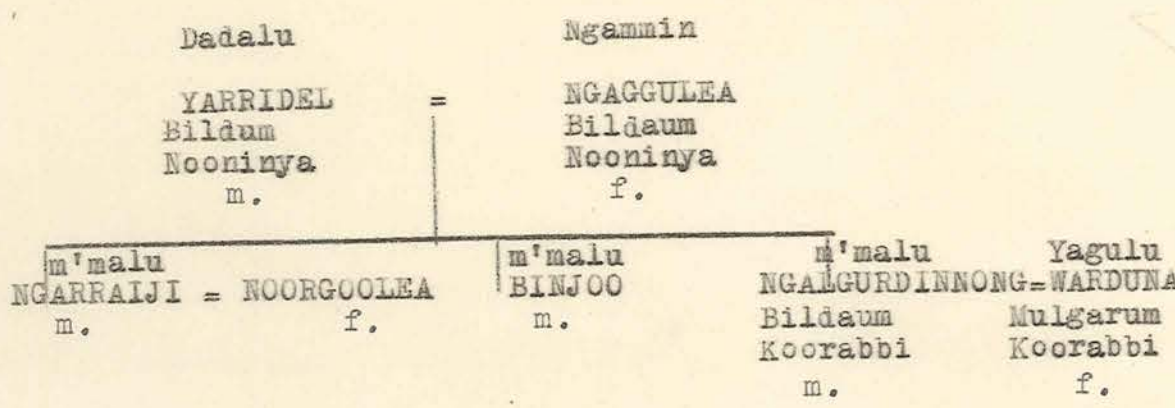 Dadalu Ngammin
YARRIDEL = NGAGGULEA
Bildum Bildaum
Nooninya Nooninya
m. f.
m'malu m'malu m'malu Yagulu
NGARRAIJI = NOORGOOLEA BINJOO NGALGURDINNONG=WARDUNA
m. f. m. Bildaum Mulgarum
Koorabbi Koorabbi
m. f.